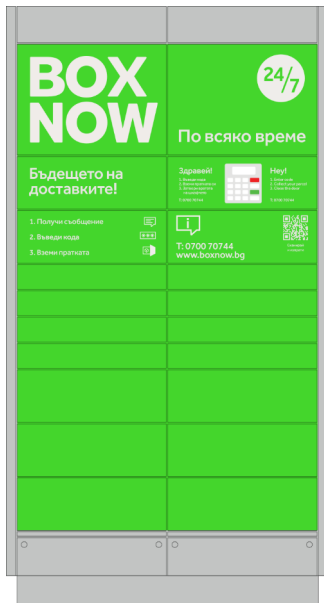 BOX
NOW
24/7
По всяко време
Бъдещето на
доставките!
Здравей!
Hey!
1. Получи съобщение
2. Въведи кода
3. Вземи пратката
i
T: 0700 70744
www.boxnow.bg